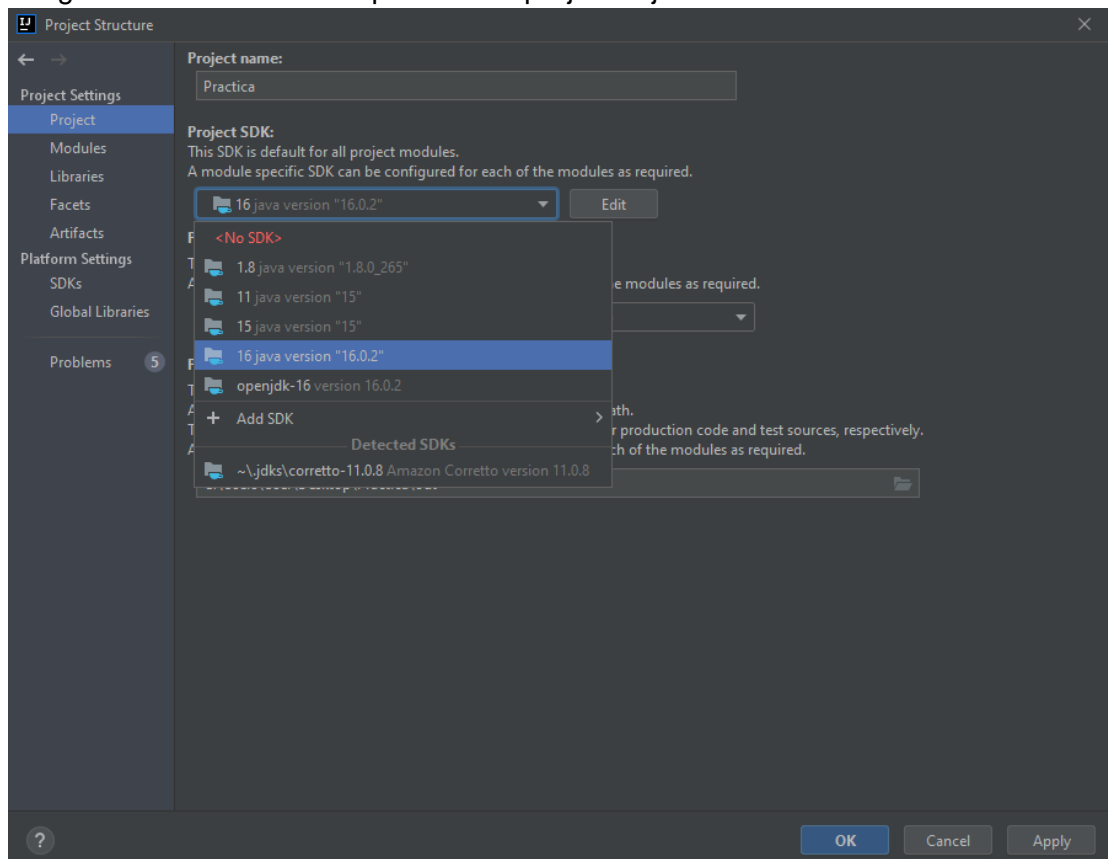 Project Structure
Project name:
Practica
Project Settings
Project
Modules
Libraries
Facets
Artifacts
Platform Settings
SDKs
Global Libraries
Problems 5
Project SDK:
This SDK is default for all project modules.
A module specific SDK can be configured for each of the modules as required.
16 java version "16.0.2" Edit
<No SDK>
1.8 java version "1.8.0_265"
11 java version "15"
e modules as required.
15 java version "15"
16 java version "16.0.2"
openjdk-16 version 16.0.2
+ Add SDK
ath.
r production code and test sources, respectively.
Detected SDKs
ch of the modules as required.
~\.jdks\corretto-11.0.8 Amazon Corretto version 11.0.8
? OK Cancel Apply